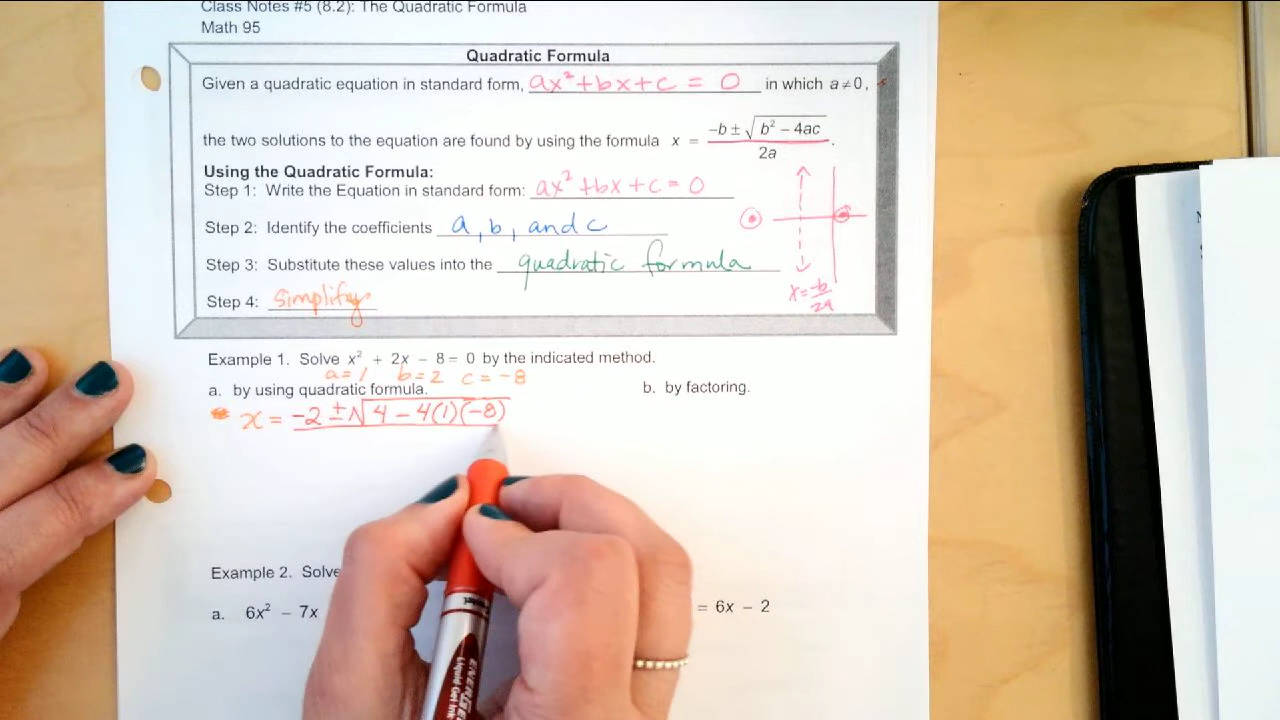 Class Notes #5 (8.2): The Quadratic Formula
Math 95
Quadratic Formula
Given a quadratic equation in standard form, ax² + bx + c = 0 in which a ≠ 0,
the two solutions to the equation are found by using the formula x = (-b ± √(b² - 4ac)) / 2a.
Using the Quadratic Formula:
Step 1: Write the Equation in standard form: ax² + bx + c = 0
Step 2: Identify the coefficients a, b, and c
Step 3: Substitute these values into the quadratic formula
x = -b / 2a
Step 4: Simplify
Example 1. Solve x² + 2x - 8 = 0 by the indicated method.
a = 1 b = 2 c = -8
a. by using quadratic formula. b. by factoring.
x = -2 ± √(4 - 4(1)(-8))
Example 2. Solve
a. 6x² - 7x = 6x - 2
ENERGEL
Liquid Gel Ink